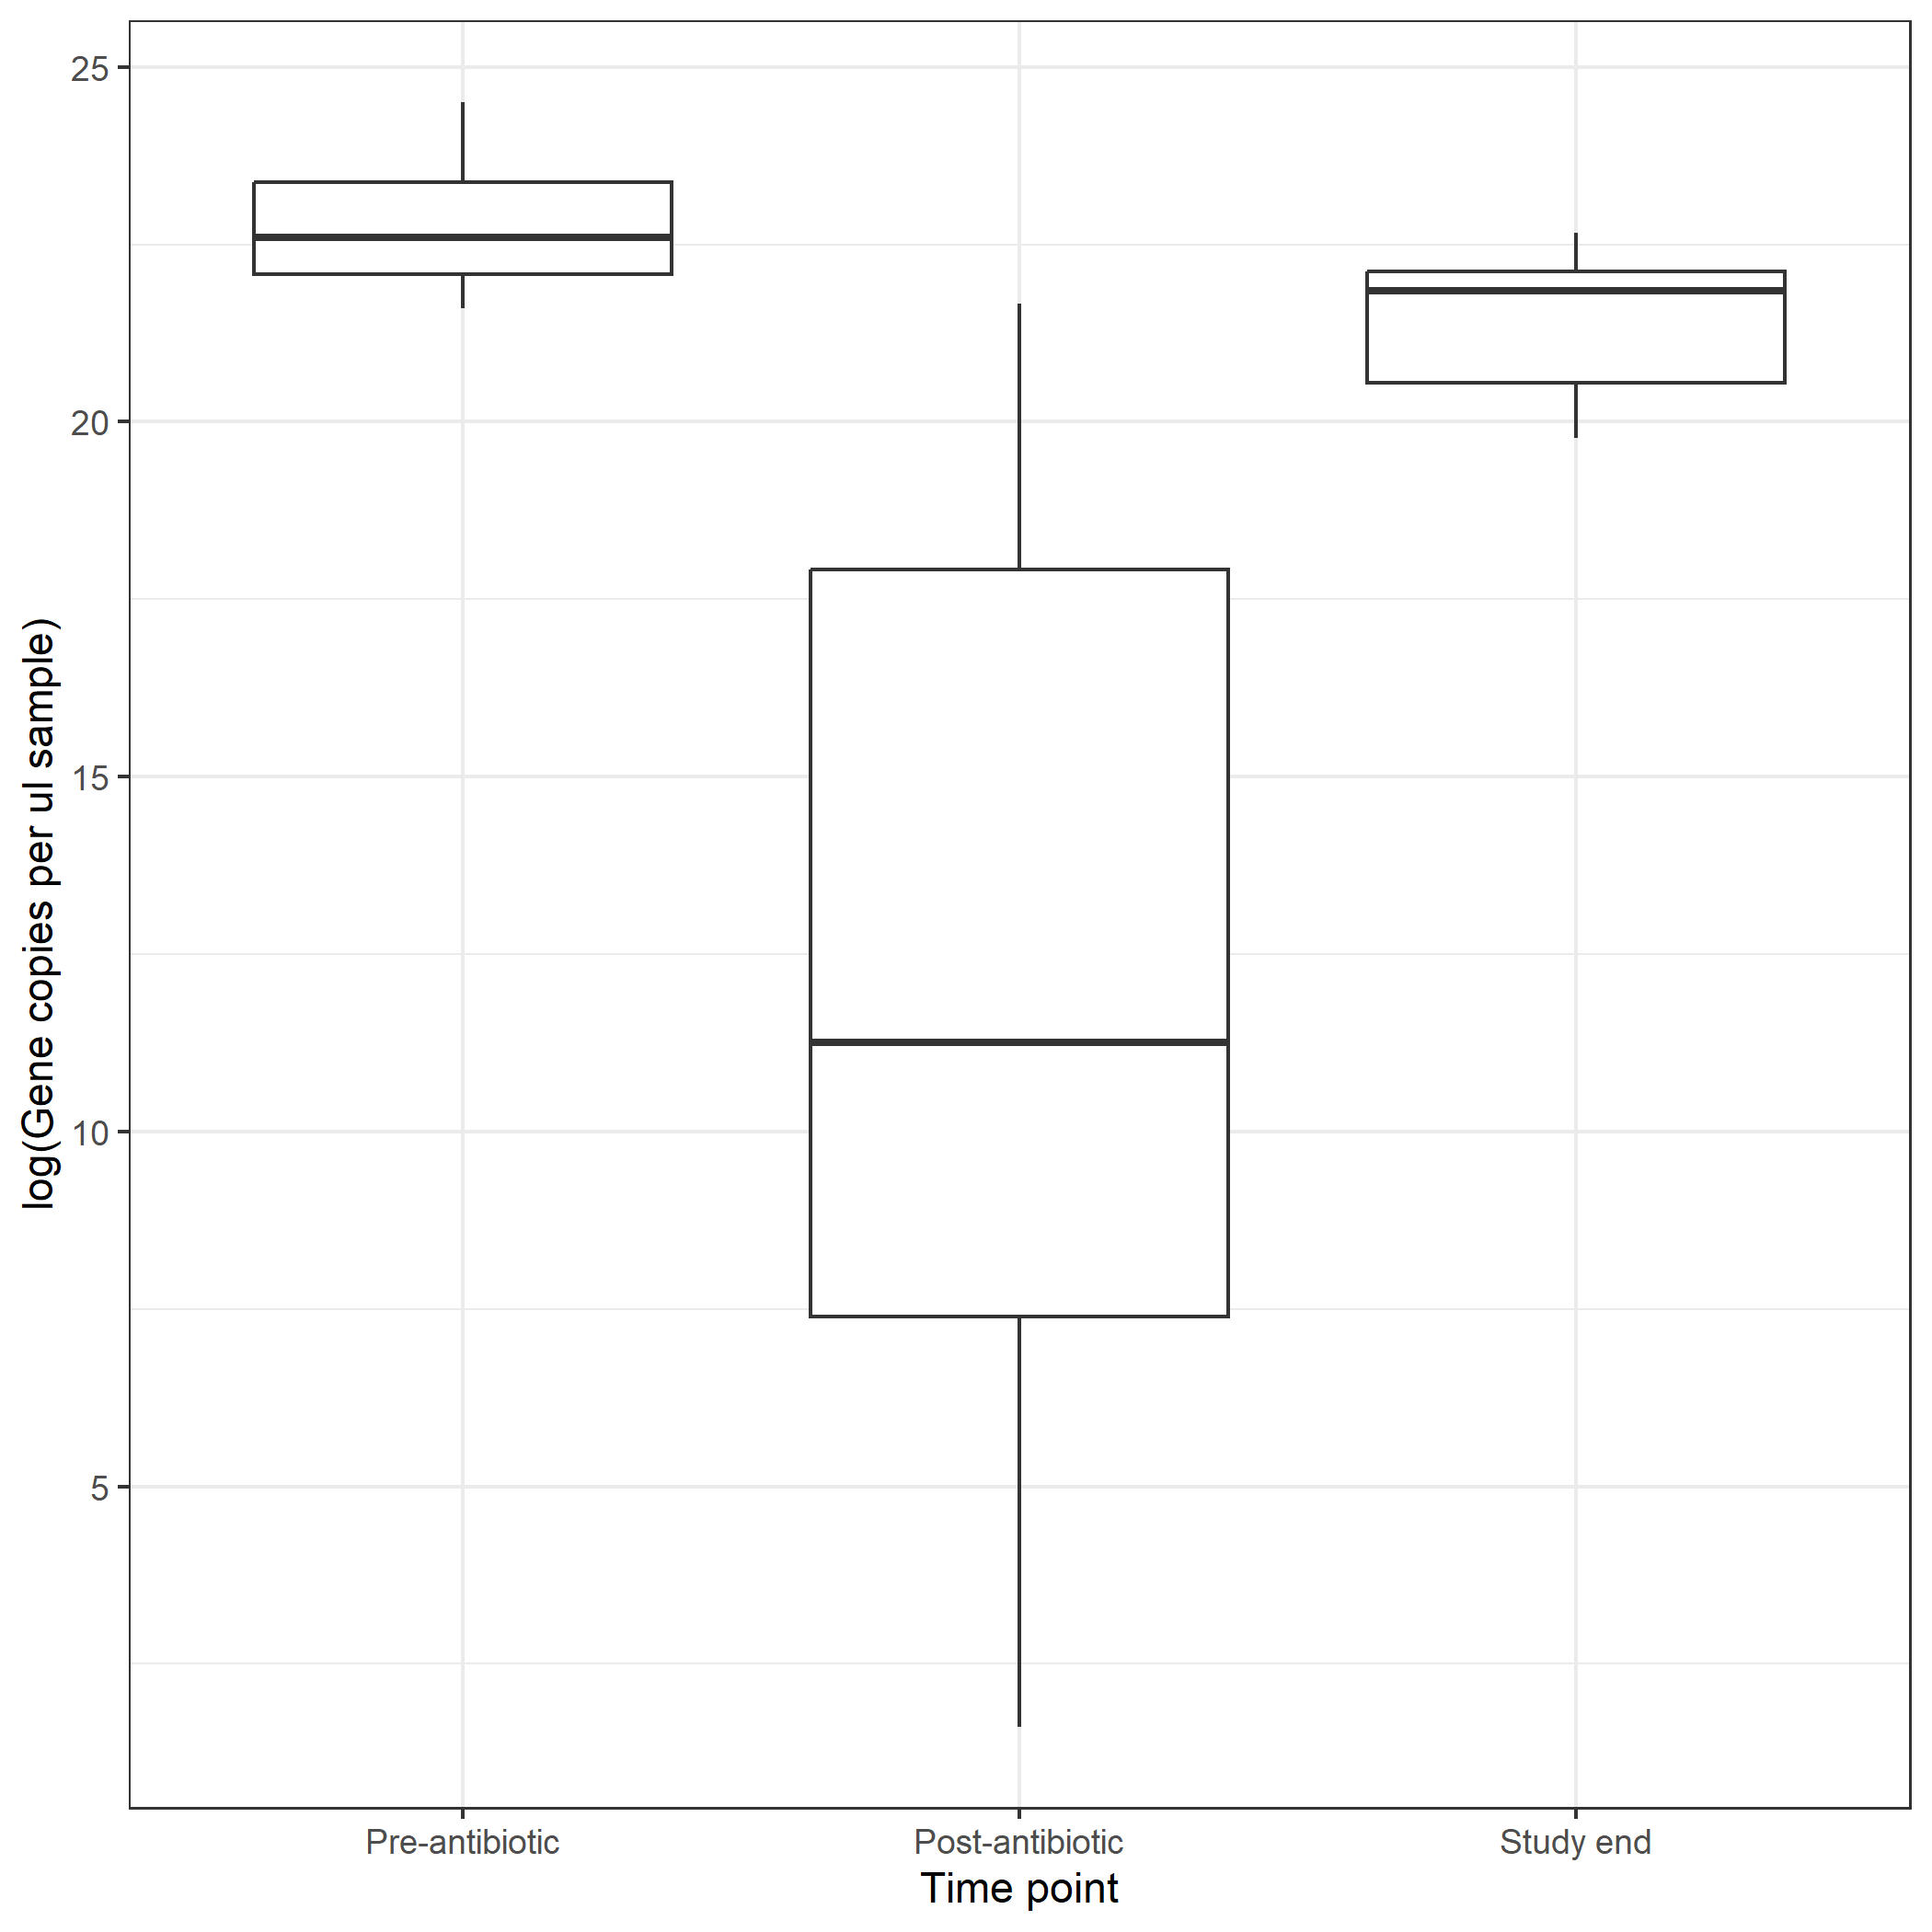 log(Gene copies per ul sample)
25
20
15
10
5
Pre-antibiotic
Post-antibiotic
Study end
Time point